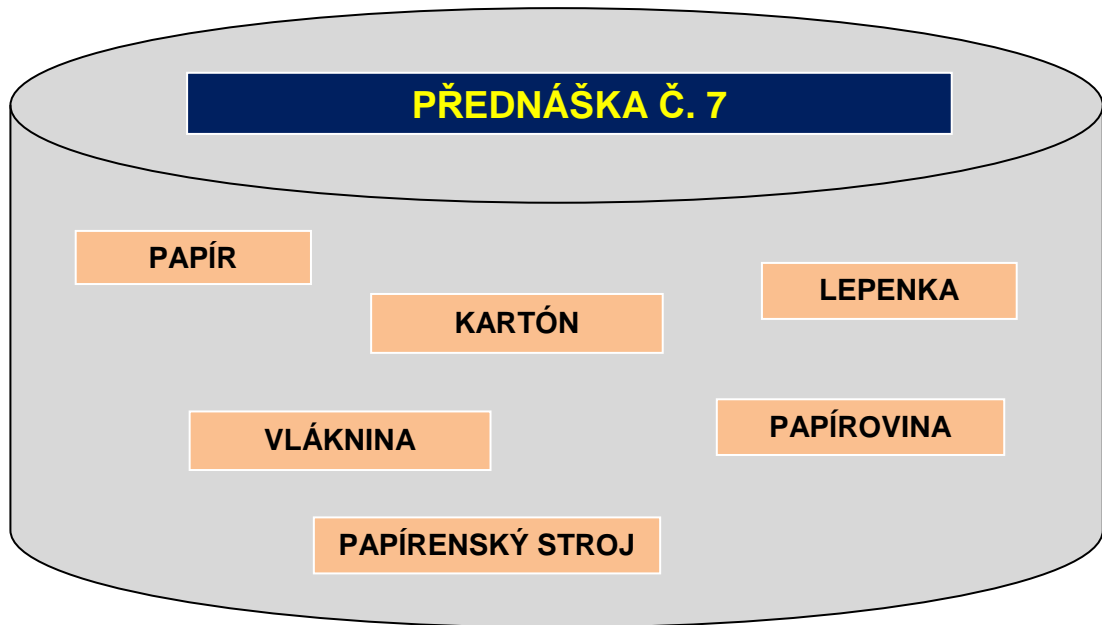 PŘEDNÁŠKA Č. 7
PAPÍR
LEPENKA
KARTÓN
PAPÍROVINA
VLÁKNINA
PAPÍRENSKÝ STROJ